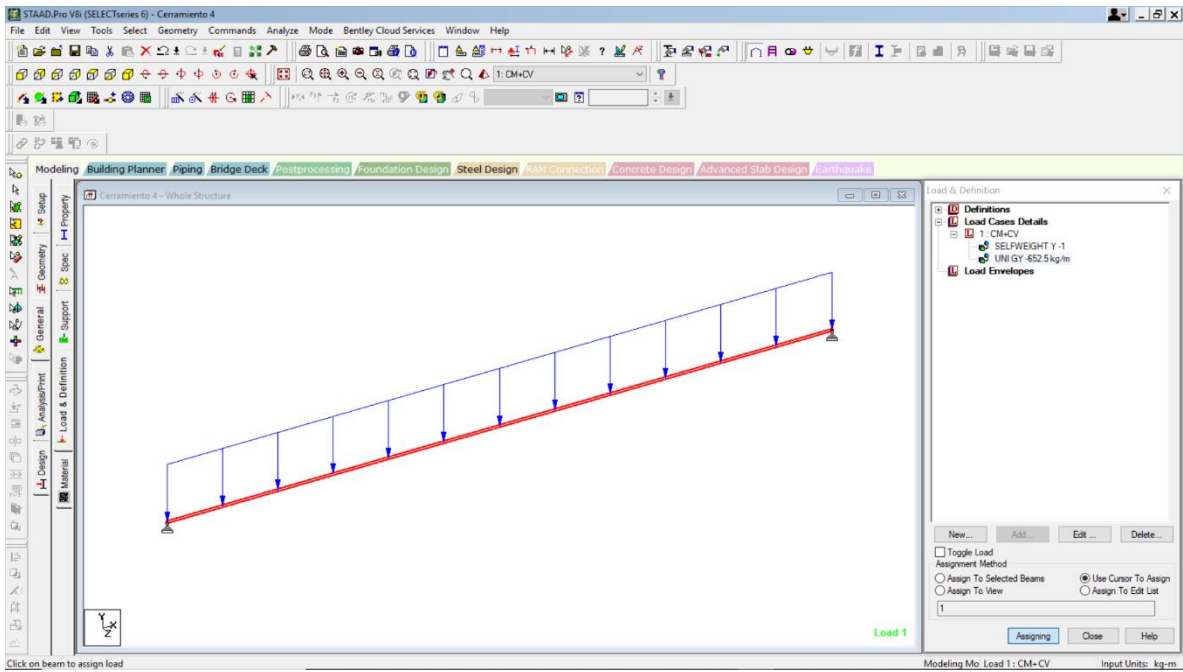 STAAD.Pro V8i (SELECTseries 6) - Cerramiento 4
File Edit View Tools Select Geometry Commands Analyze Mode Bentley Cloud Services Window Help
1: CM+CV
Modeling Building Planner Piping Bridge Deck Postprocessing Foundation Design Steel Design RAM Connection Concrete Design Advanced Slab Design Earthquake
Setup
Geometry
General
Analysis/Print
Design
Property
Spec
Support
Load & Definition
Material
Cerramiento 4 - Whole Structure
Y
X
Z
Load 1
Load & Definition
Definitions
Load Cases Details
1 : CM+CV
SELFWEIGHT Y -1
UNI GY -652.5 kg/m
Load Envelopes
New... Add... Edit ... Delete...
Toggle Load
Assignment Method
Assign To Selected Beams Use Cursor To Assign
Assign To View Assign To Edit List
1
Assigning Close Help
Click on beam to assign load Modeling Mo Load 1 : CM+CV Input Units: kg-m